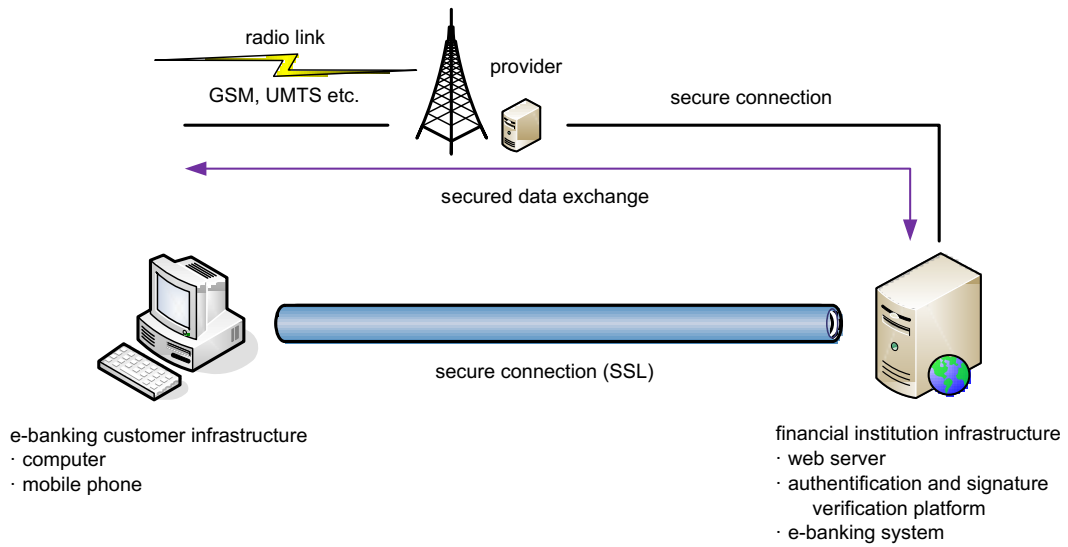 radio link
provider
GSM, UMTS etc.
secure connection
secured data exchange
secure connection (SSL)
e-banking customer infrastructure
· computer
· mobile phone
financial institution infrastructure
· web server
· authentification and signature
verification platform
· e-banking system